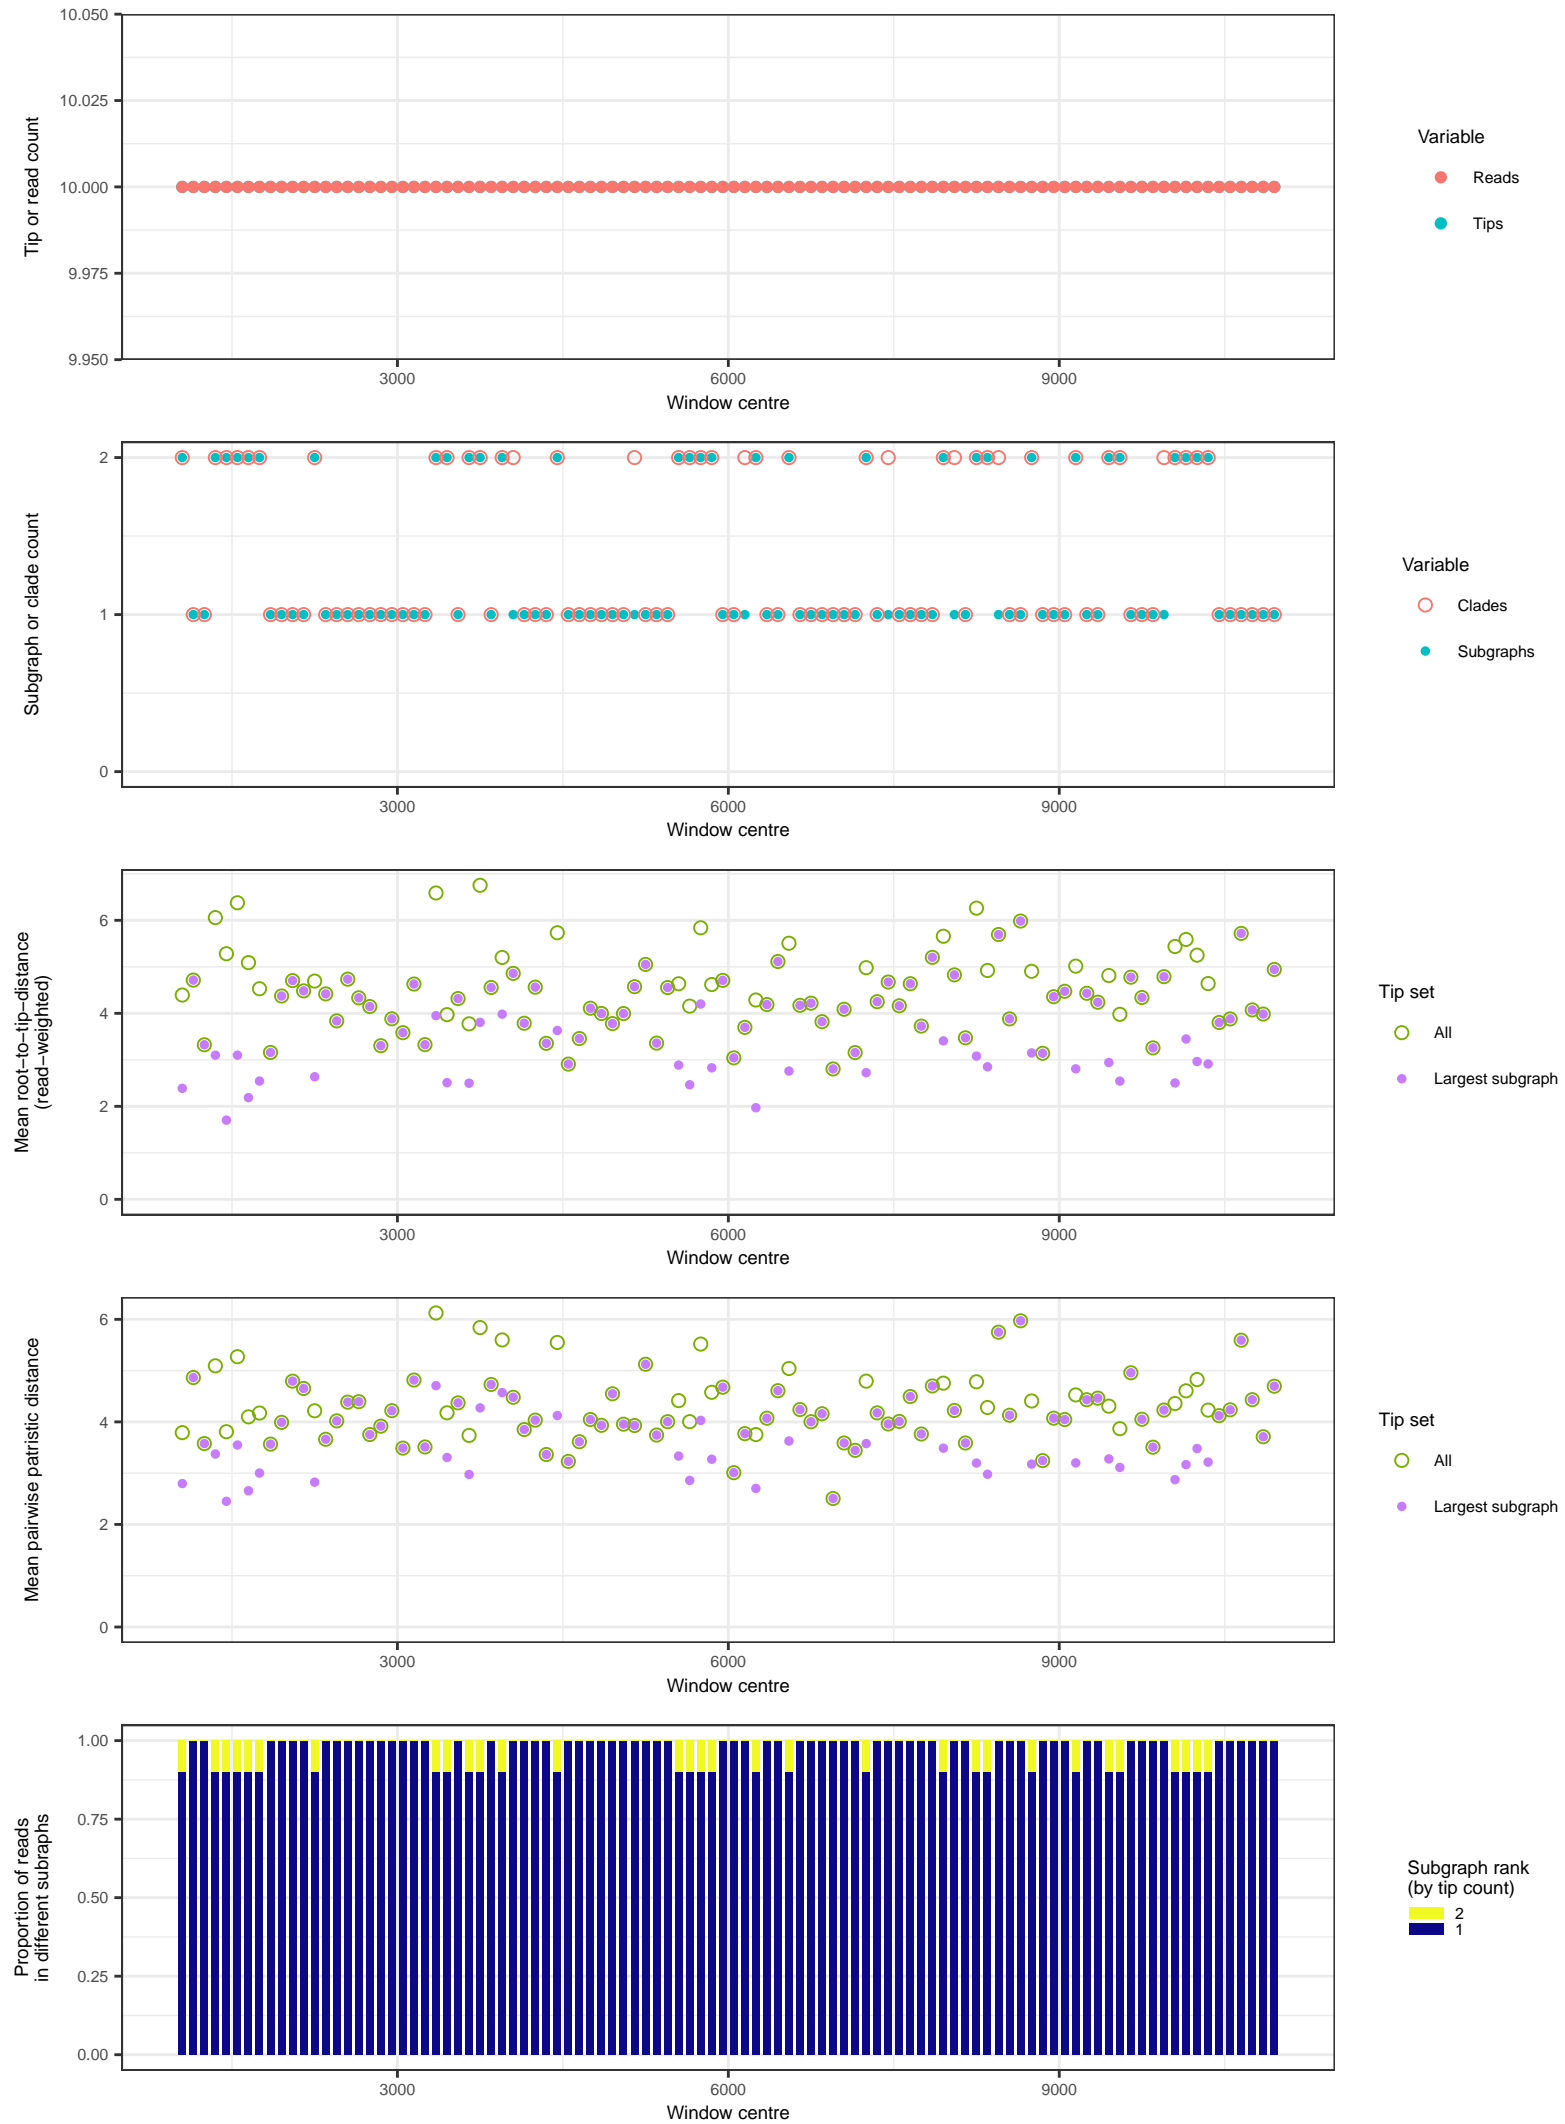 10.050
10.025
10.000
9.975
9.950
Tip or read count
3000 6000 9000
Window centre
Variable
Reads
Tips
2
1
0
Subgraph or clade count
3000 6000 9000
Window centre
Variable
Clades
Subgraphs
6
4
2
0
Mean root−to−tip−distance
(read−weighted)
3000 6000 9000
Window centre
Tip set
All
Largest subgraph
6
4
2
0
Mean pairwise patristic distance
3000 6000 9000
Window centre
Tip set
All
Largest subgraph
1.00
0.75
0.50
0.25
0.00
Proportion of reads
in different subraphs
3000 6000 9000
Window centre
Subgraph rank
(by tip count)
2
1